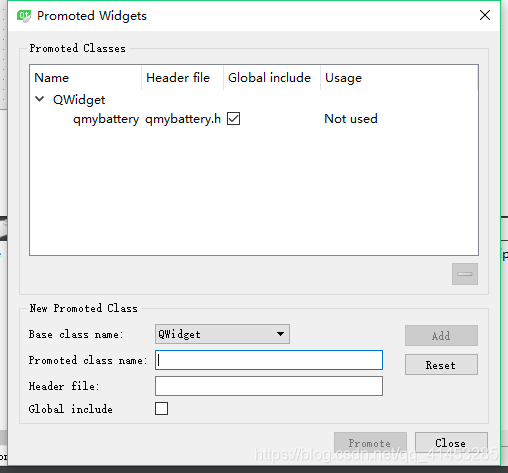 Promoted Widgets
Promoted Classes
Name Header file Global include Usage
QWidget
qmybattery qmybattery.h Not used
New Promoted Class
Base class name: QWidget Add
Promoted class name: Reset
Header file:
Global include
Promote Close
https://blog.csdn.net/qq_41453285